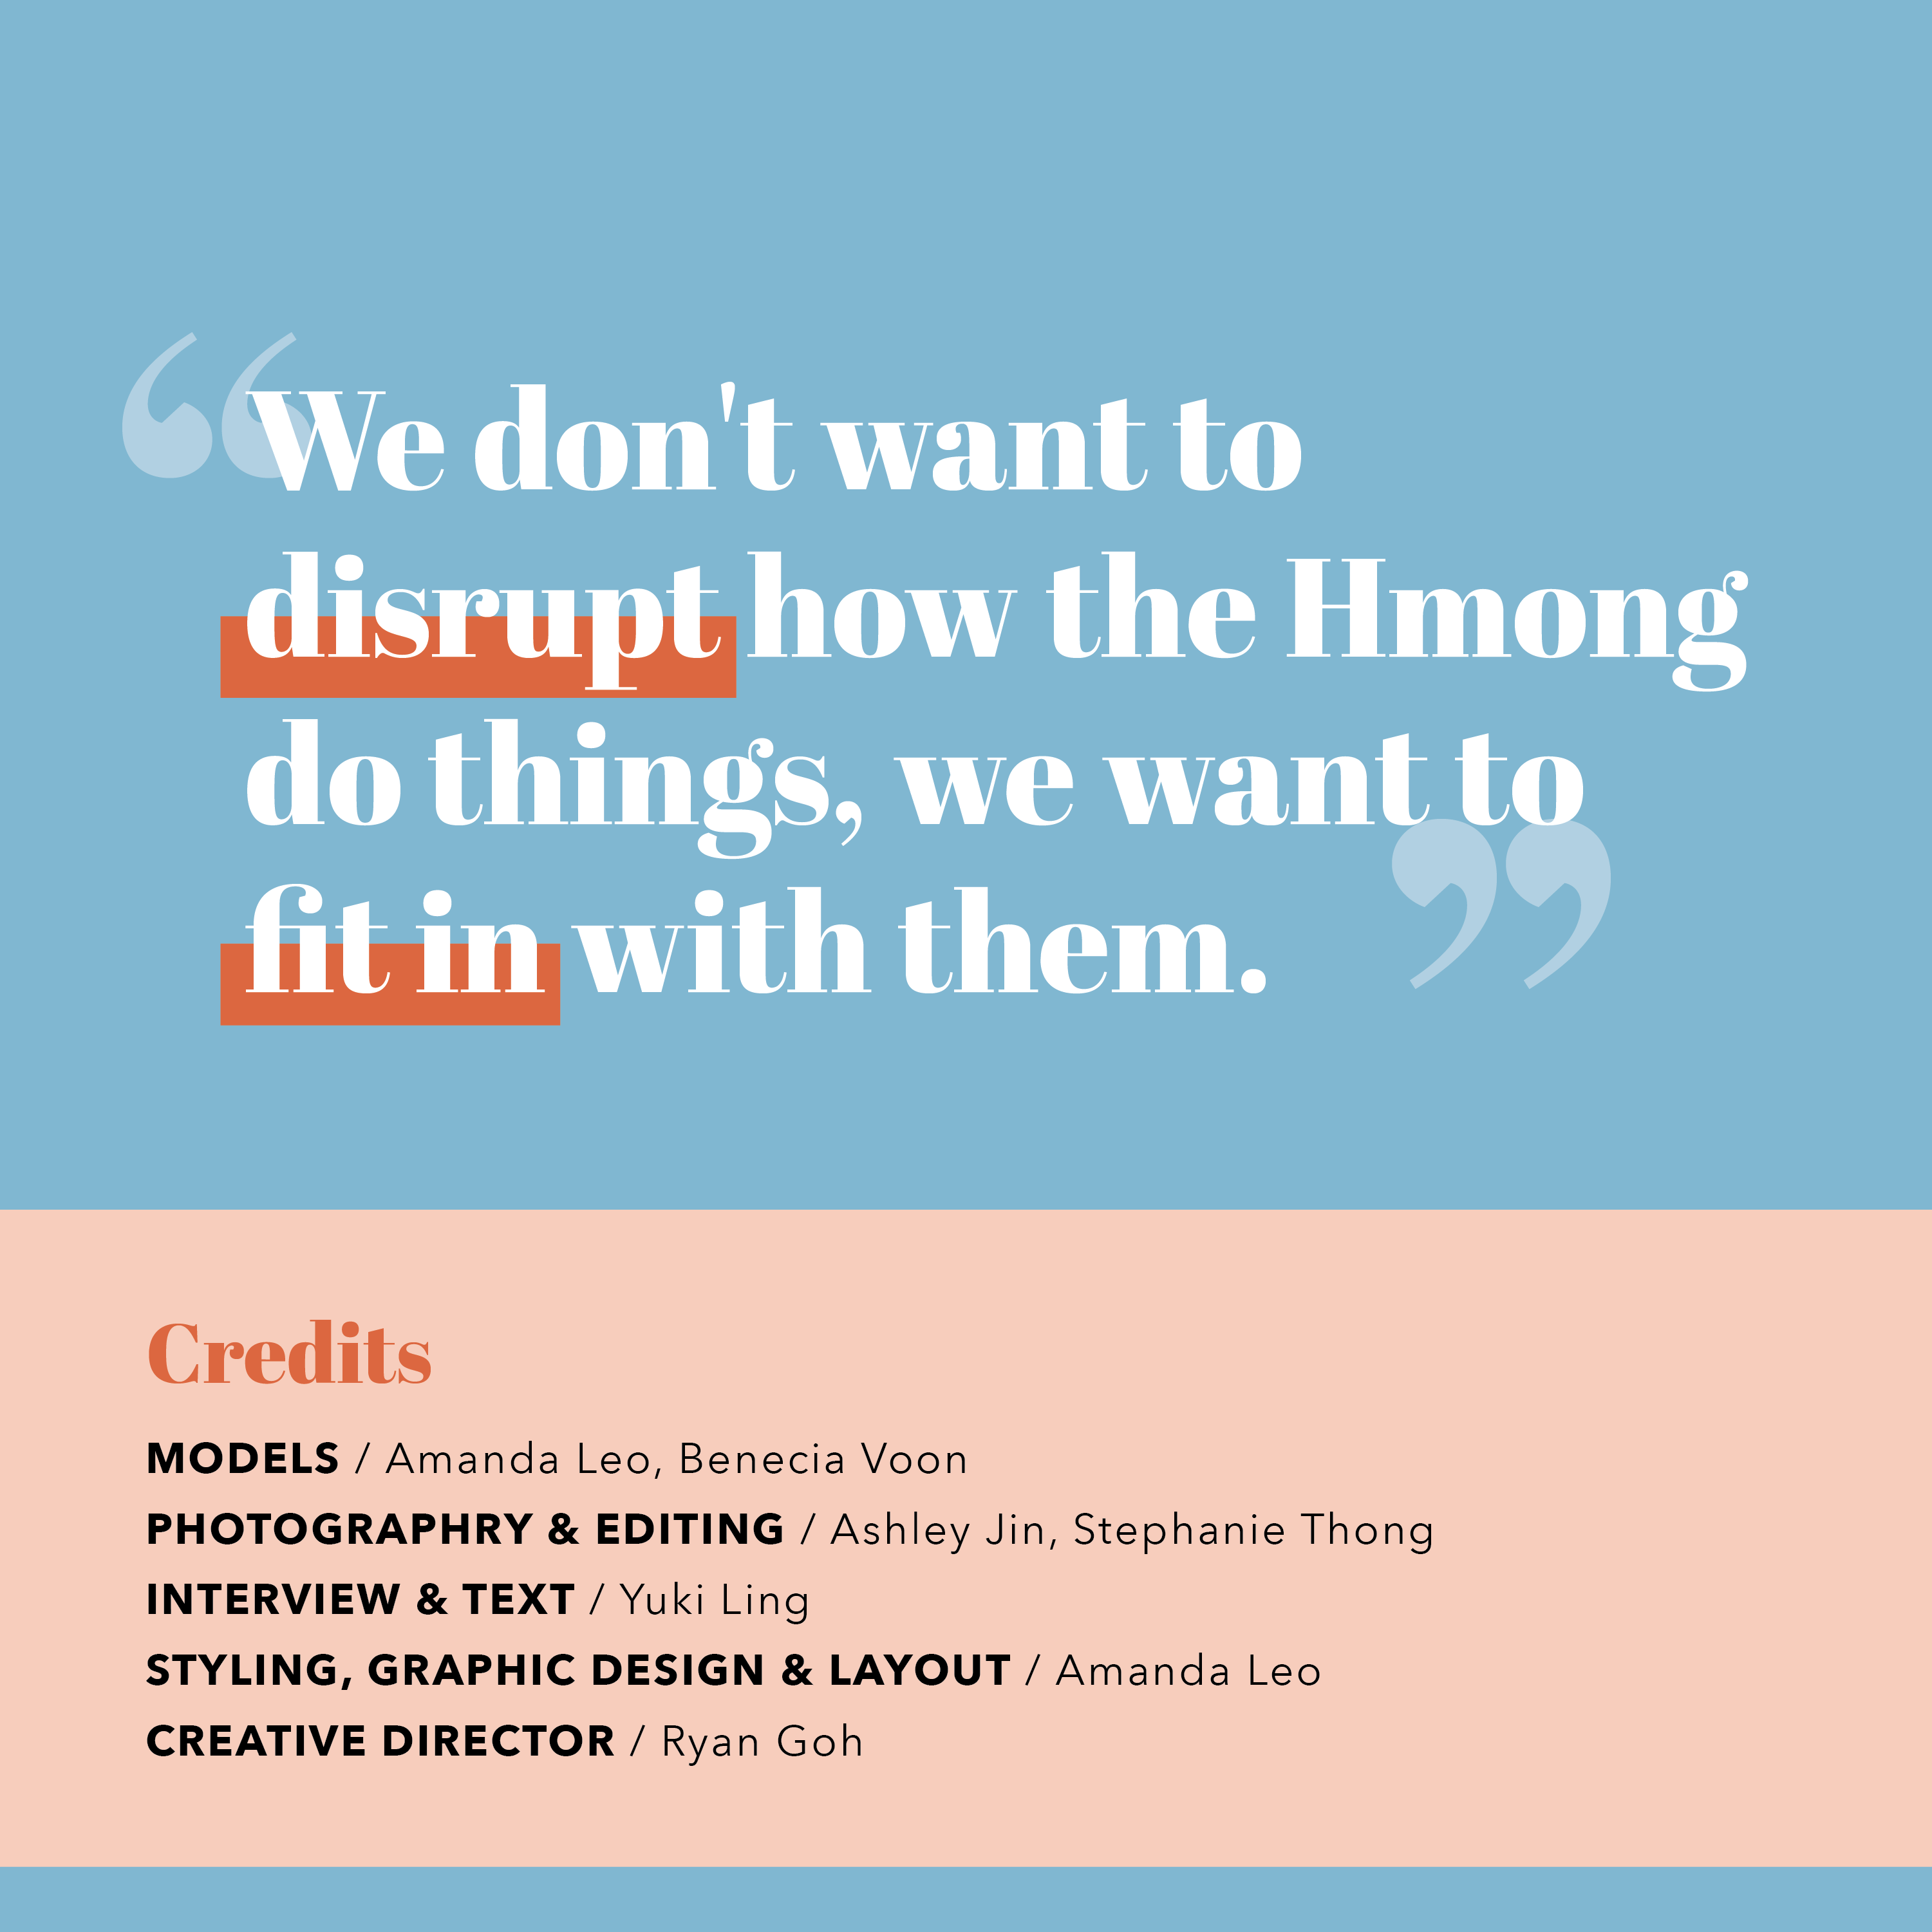 “We don't want to
disrupt how the Hmong
do things, we want to
fit in with them.”
Credits
MODELS / Amanda Leo, Benecia Voon
PHOTOGRAPHRY & EDITING / Ashley Jin, Stephanie Thong
INTERVIEW & TEXT / Yuki Ling
STYLING, GRAPHIC DESIGN & LAYOUT / Amanda Leo
CREATIVE DIRECTOR / Ryan Goh